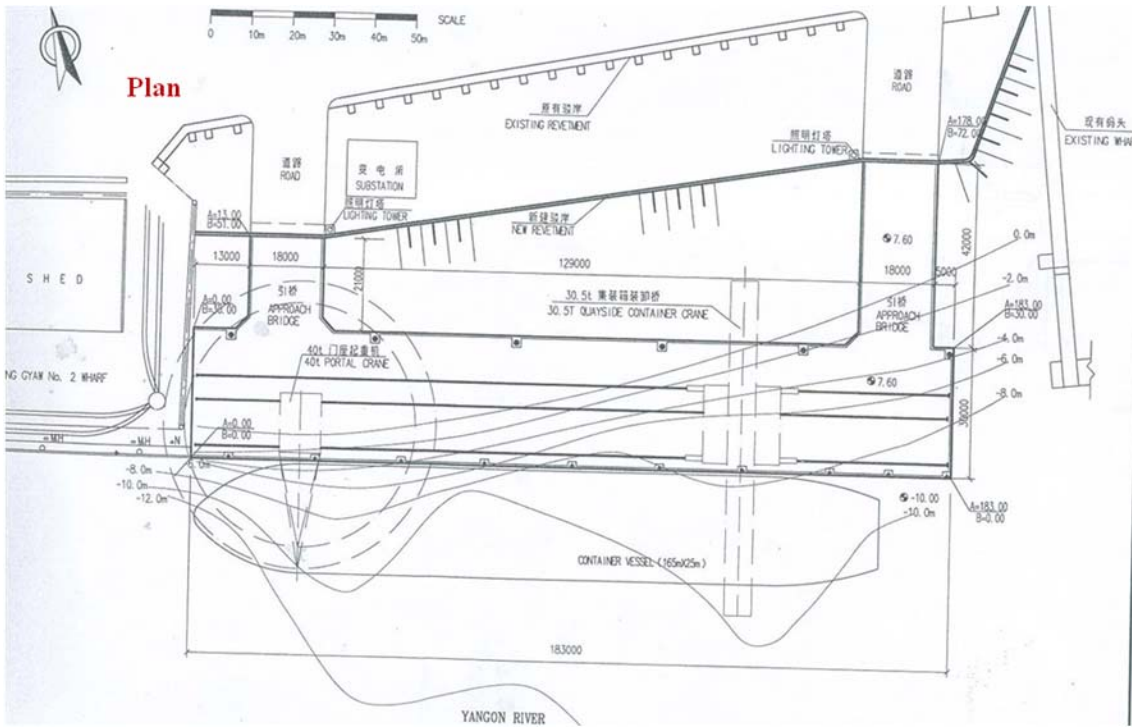 SCALE
0 10m 20m 30m 40m 50m
Plan
道路
ROAD
原有驳岸
EXISTING REVETMENT
道路
ROAD
照明灯塔
LIGHTING TOWER
A=178.00
B=72.00
现有码头
EXISTING WHAR
变电所
SUBSTATION
照明灯塔
LIGHTING TOWER
新建驳岸
NEW REVETMENT
A=13.00
B=51.00
7.60
0.0m
SHED
13000
18000
129000
18000
5000
42000
21000
-2.0m
A=0.00
B=30.00
引桥
APPROACH
BRIDGE
30.5t 集装箱装卸桥
30.5T QUAYSIDE CONTAINER CRANE
引桥
APPROACH
BRIDGE
A=183.00
B=30.00
-4.0m
40t 门座起重机
40t PORTAL CRANE
NG GYAW No. 2 WHARF
7.60
-6.0m
-8.0m
30000
A=0.00
B=0.00
MH
MH
N
-8.0m
-10.0m
-12.0m
-10.00
-10.0m
A=183.00
B=0.00
CONTAINER VESSEL (165mX25m)
183000
YANGON RIVER